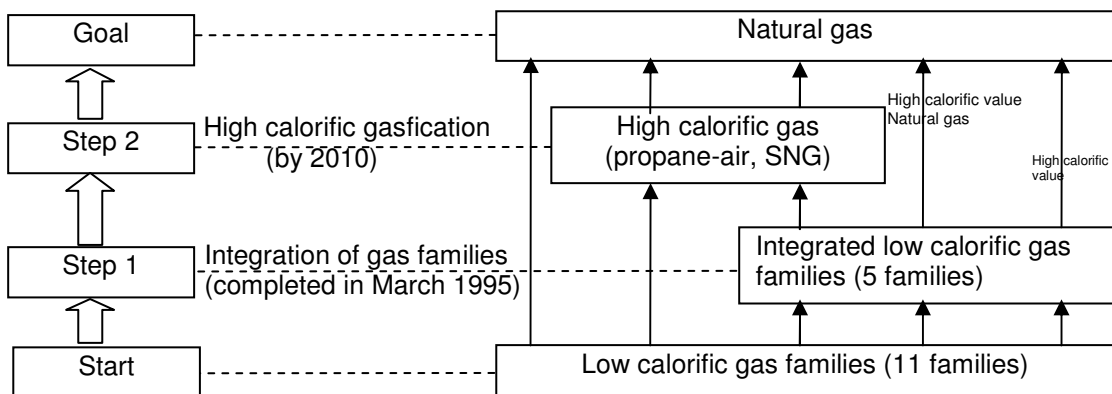 Goal
Natural gas
High calorific value
Natural gas
Step 2
High calorific gasfication
(by 2010)
High calorific gas
(propane-air, SNG)
High calorific
value
Step 1
Integration of gas families
(completed in March 1995)
Integrated low calorific gas
families (5 families)
Start
Low calorific gas families (11 families)